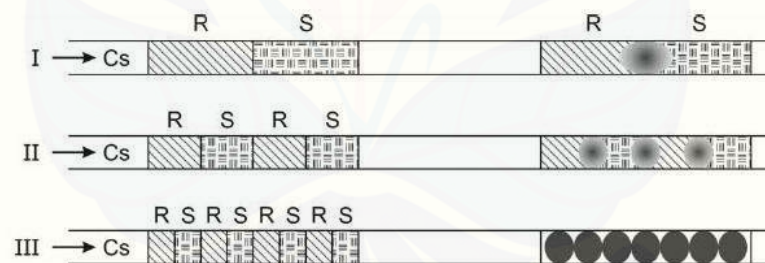 R S R S
I → Cs
R S R S
II → Cs
R S R S R S R S
III → Cs